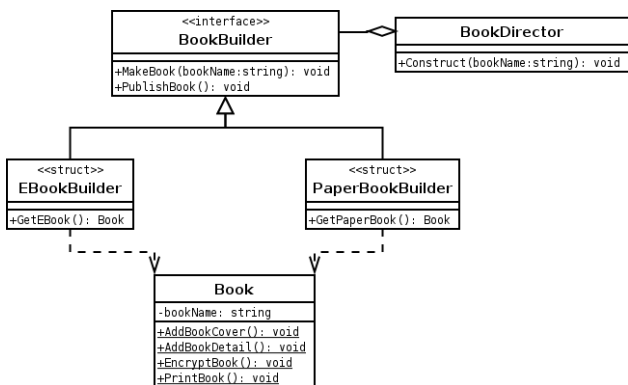 <<interface>>
BookBuilder
+MakeBook(bookName:string): void
+PublishBook(): void
BookDirector
+Construct(bookName:string): void
<<struct>>
EBookBuilder
+GetEBook(): Book
<<struct>>
PaperBookBuilder
+GetPaperBook(): Book
Book
-bookName: string
+AddBookCover(): void
+AddBookDetail(): void
+EncryptBook(): void
+PrintBook(): void